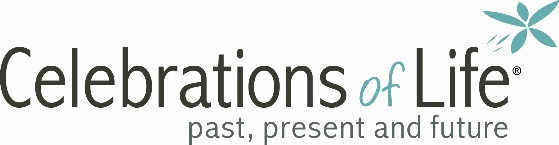 Celebrations of Life®
past, present and future